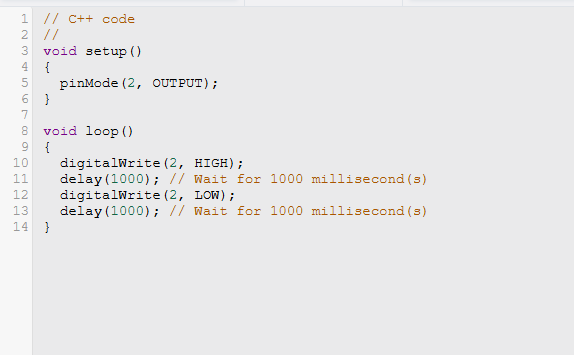 1 // C++ code
2 //
3 void setup()
4 {
5   pinMode(2, OUTPUT);
6 }
7
8 void loop()
9 {
10   digitalWrite(2, HIGH);
11   delay(1000); // Wait for 1000 millisecond(s)
12   digitalWrite(2, LOW);
13   delay(1000); // Wait for 1000 millisecond(s)
14 }